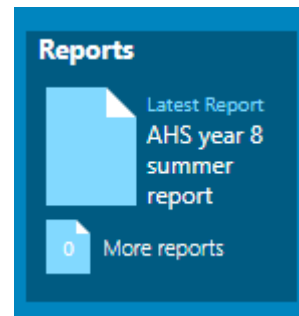 Reports
Latest Report
AHS year 8
summer
report
0 More reports